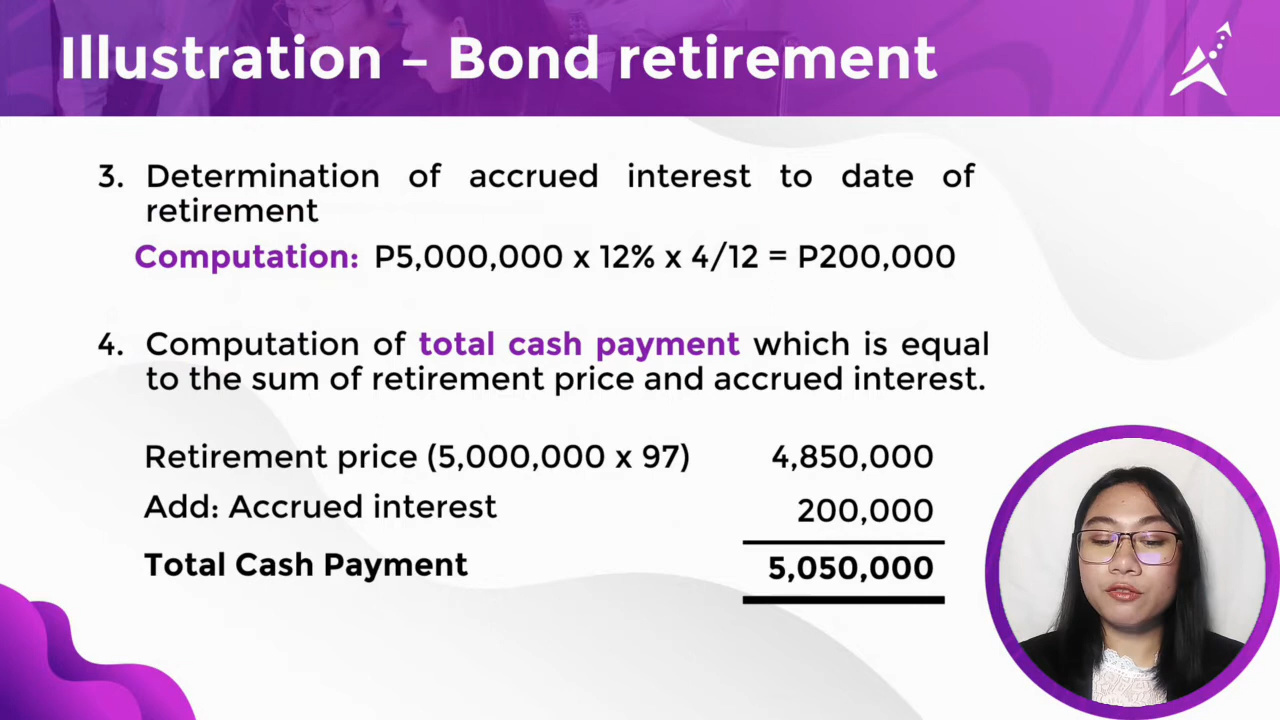 Illustration – Bond retirement
3. Determination of accrued interest to date of
retirement
Computation: P5,000,000 x 12% x 4/12 = P200,000
4. Computation of total cash payment which is equal
to the sum of retirement price and accrued interest.
Retirement price (5,000,000 x 97) 4,850,000
Add: Accrued interest 200,000
Total Cash Payment 5,050,000